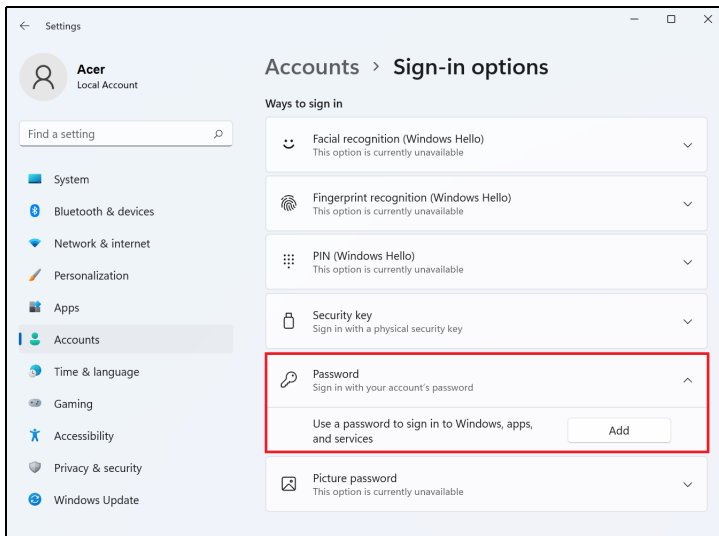 Settings
Acer
Local Account
Find a setting
System
Bluetooth & devices
Network & internet
Personalization
Apps
Accounts
Time & language
Gaming
Accessibility
Privacy & security
Windows Update
Accounts > Sign-in options
Ways to sign in
Facial recognition (Windows Hello)
This option is currently unavailable
Fingerprint recognition (Windows Hello)
This option is currently unavailable
PIN (Windows Hello)
This option is currently unavailable
Security key
Sign in with a physical security key
Password
Sign in with your account's password
Use a password to sign in to Windows, apps,
and services
Add
Picture password
This option is currently unavailable